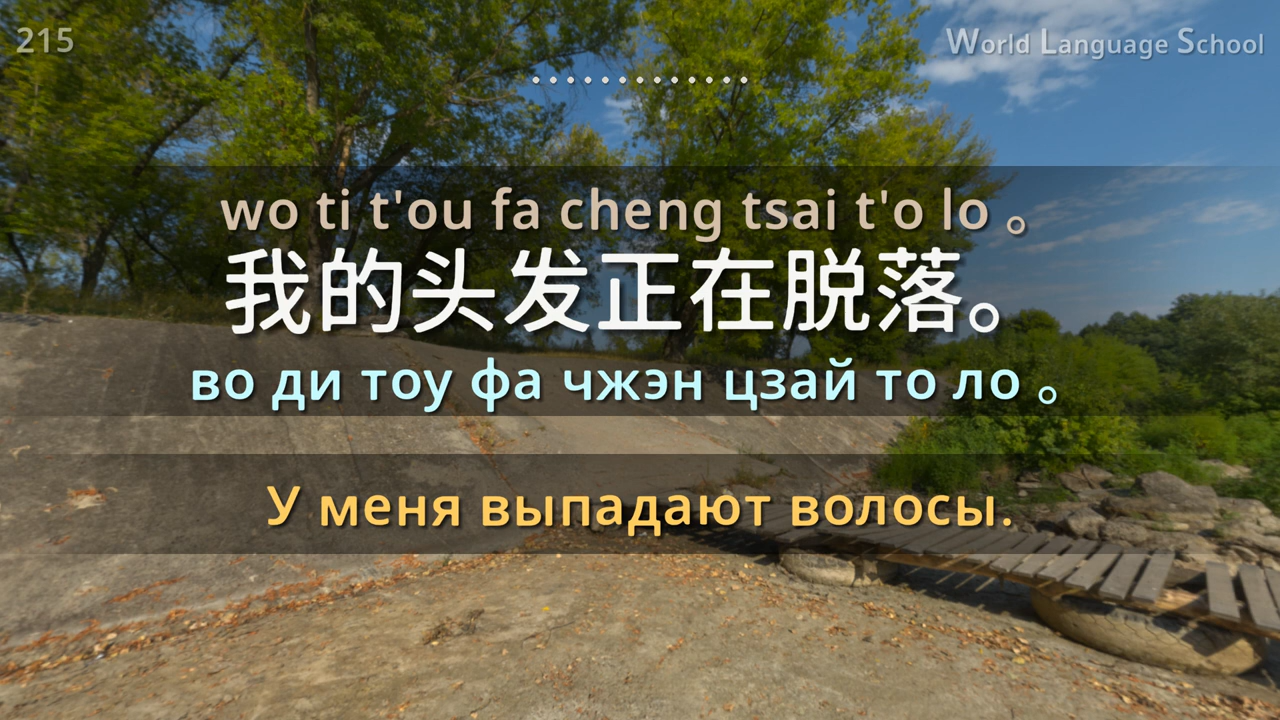 215
World Language School
.............
wo ti t'ou fa cheng tsai t'o lo 。
我的头发正在脱落。
во ди тоу фа чжэн цзай то ло 。
У меня выпадают волосы.